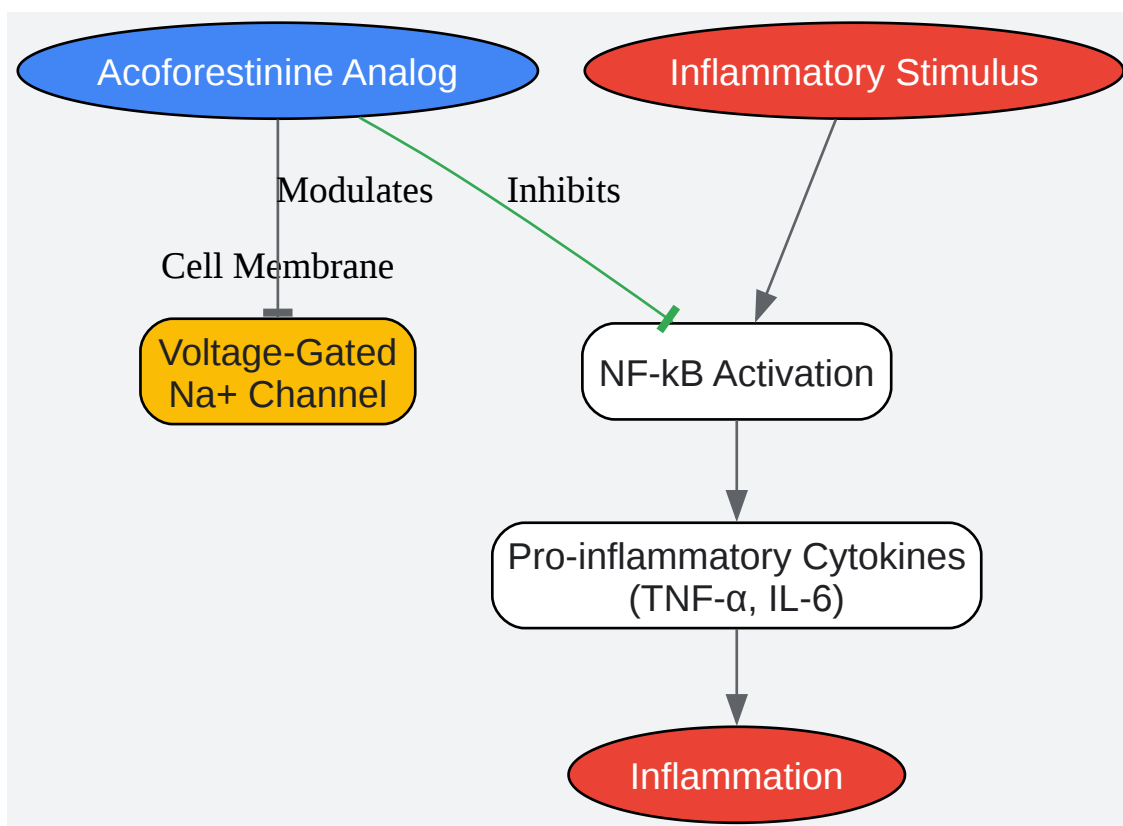 Acoforestinine Analog
Inflammatory Stimulus
Modulates
Inhibits
Cell Membrane
Voltage-Gated
Na+ Channel
NF-kB Activation
Pro-inflammatory Cytokines
(TNF-α, IL-6)
Inflammation